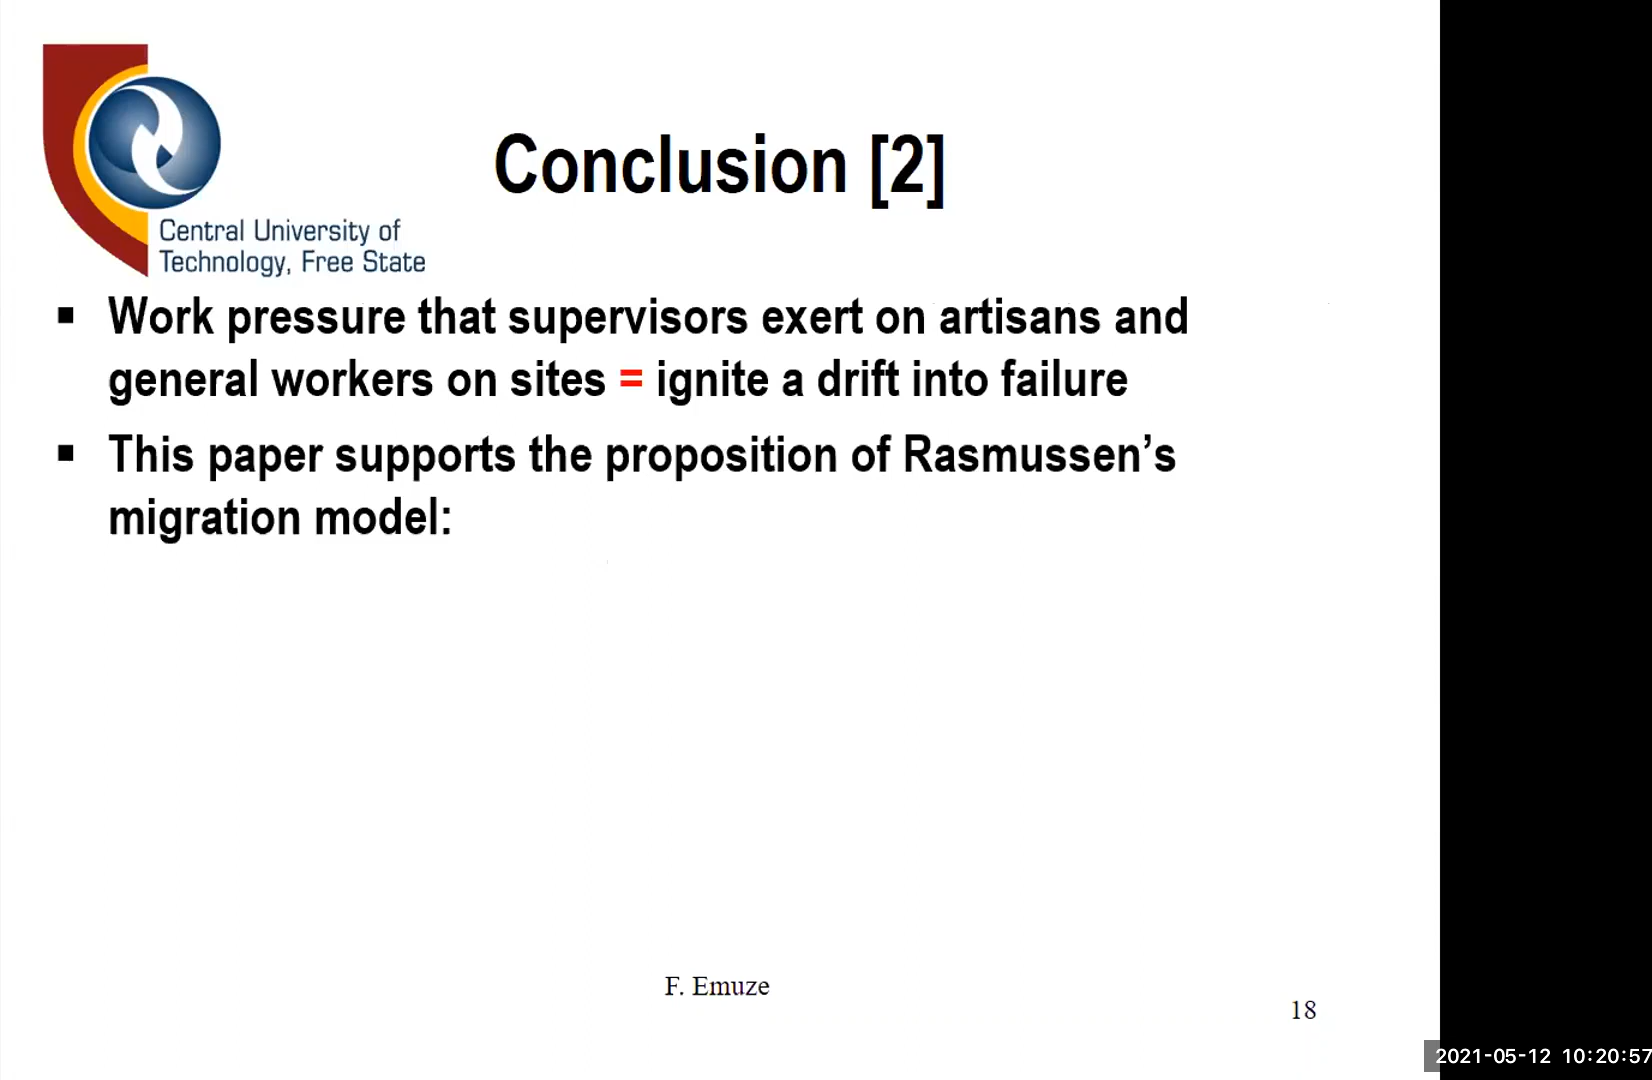 Conclusion [2]
Central University of
Technology, Free State
▪ Work pressure that supervisors exert on artisans and
general workers on sites = ignite a drift into failure
▪ This paper supports the proposition of Rasmussen’s
migration model:
F. Emuze
18
2021-05-12 10:20:57